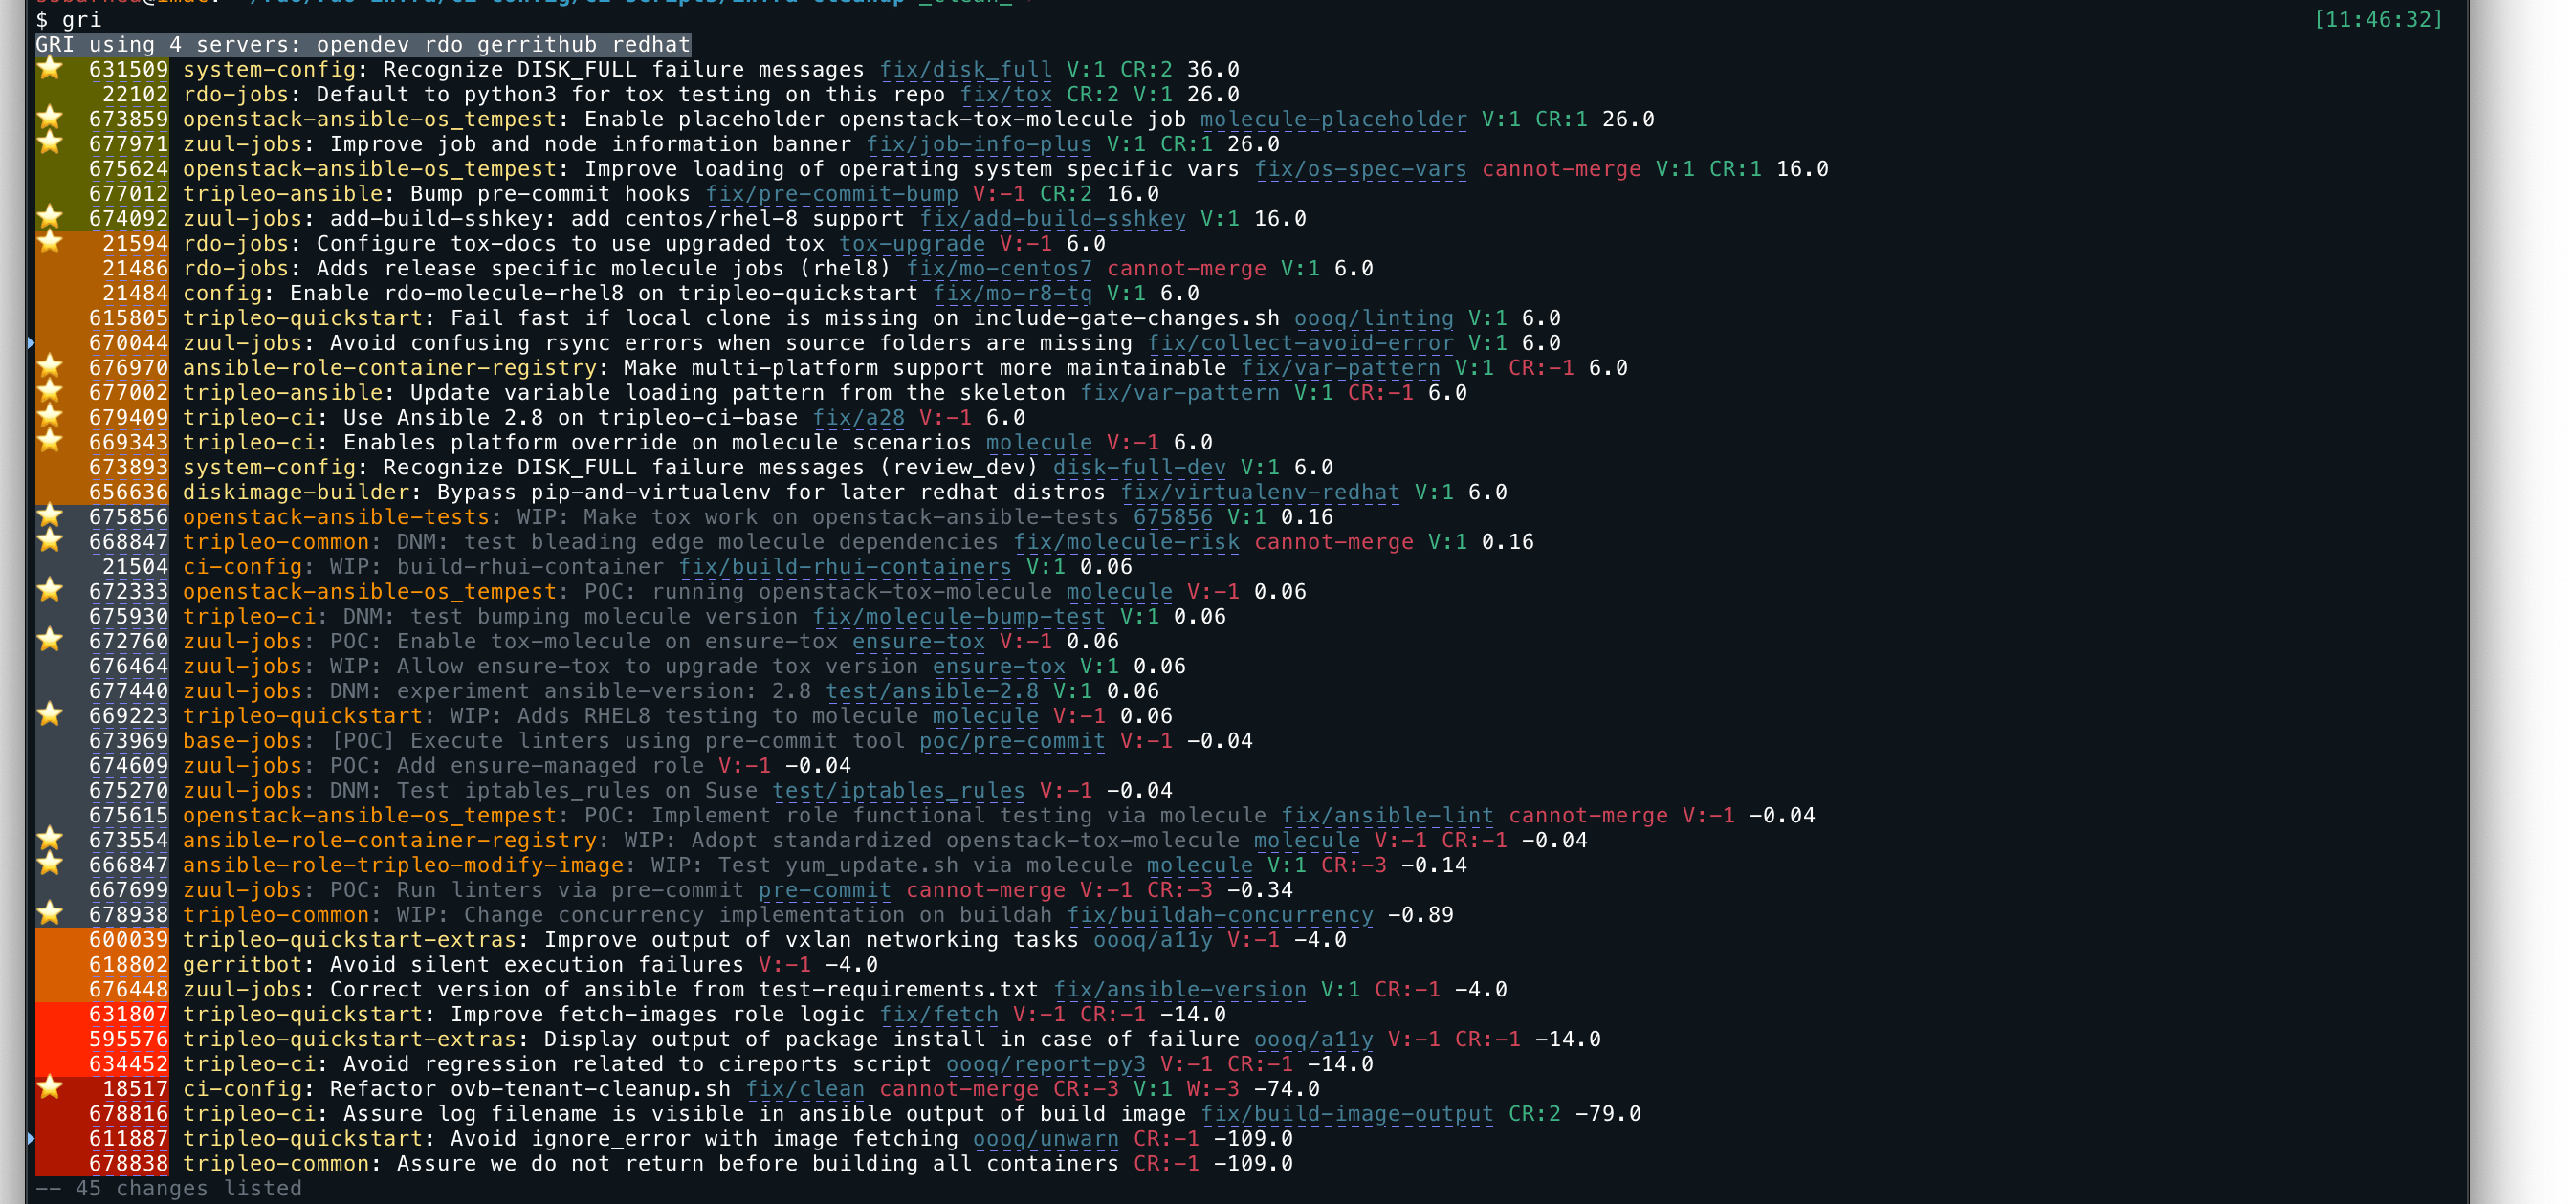 $ gri [11:46:32]
GRI using 4 servers: opendev rdo gerrithub redhat
631509 system-config: Recognize DISK_FULL failure messages fix/disk_full V:1 CR:2 36.0
22102 rdo-jobs: Default to python3 for tox testing on this repo fix/tox CR:2 V:1 26.0
673859 openstack-ansible-os_tempest: Enable placeholder openstack-tox-molecule job molecule-placeholder V:1 CR:1 26.0
677971 zuul-jobs: Improve job and node information banner fix/job-info-plus V:1 CR:1 26.0
675624 openstack-ansible-os_tempest: Improve loading of operating system specific vars fix/os-spec-vars cannot-merge V:1 CR:1 16.0
677012 tripleo-ansible: Bump pre-commit hooks fix/pre-commit-bump V:-1 CR:2 16.0
674092 zuul-jobs: add-build-sshkey: add centos/rhel-8 support fix/add-build-sshkey V:1 16.0
21594 rdo-jobs: Configure tox-docs to use upgraded tox tox-upgrade V:-1 6.0
21486 rdo-jobs: Adds release specific molecule jobs (rhel8) fix/mo-centos7 cannot-merge V:1 6.0
21484 config: Enable rdo-molecule-rhel8 on tripleo-quickstart fix/mo-r8-tq V:1 6.0
615805 tripleo-quickstart: Fail fast if local clone is missing on include-gate-changes.sh oooq/linting V:1 6.0
670044 zuul-jobs: Avoid confusing rsync errors when source folders are missing fix/collect-avoid-error V:1 6.0
676970 ansible-role-container-registry: Make multi-platform support more maintainable fix/var-pattern V:1 CR:-1 6.0
677002 tripleo-ansible: Update variable loading pattern from the skeleton fix/var-pattern V:1 CR:-1 6.0
679409 tripleo-ci: Use Ansible 2.8 on tripleo-ci-base fix/a28 V:-1 6.0
669343 tripleo-ci: Enables platform override on molecule scenarios molecule V:-1 6.0
673893 system-config: Recognize DISK_FULL failure messages (review_dev) disk-full-dev V:1 6.0
656636 diskimage-builder: Bypass pip-and-virtualenv for later redhat distros fix/virtualenv-redhat V:1 6.0
675856 openstack-ansible-tests: WIP: Make tox work on openstack-ansible-tests 675856 V:1 0.16
668847 tripleo-common: DNM: test bleading edge molecule dependencies fix/molecule-risk cannot-merge V:1 0.16
21504 ci-config: WIP: build-rhui-container fix/build-rhui-containers V:1 0.06
672333 openstack-ansible-os_tempest: POC: running openstack-tox-molecule molecule V:-1 0.06
675930 tripleo-ci: DNM: test bumping molecule version fix/molecule-bump-test V:1 0.06
672760 zuul-jobs: POC: Enable tox-molecule on ensure-tox ensure-tox V:-1 0.06
676464 zuul-jobs: WIP: Allow ensure-tox to upgrade tox version ensure-tox V:1 0.06
677440 zuul-jobs: DNM: experiment ansible-version: 2.8 test/ansible-2.8 V:1 0.06
669223 tripleo-quickstart: WIP: Adds RHEL8 testing to molecule molecule V:-1 0.06
673969 base-jobs: [POC] Execute linters using pre-commit tool poc/pre-commit V:-1 -0.04
674609 zuul-jobs: POC: Add ensure-managed role V:-1 -0.04
675270 zuul-jobs: DNM: Test iptables_rules on Suse test/iptables_rules V:-1 -0.04
675615 openstack-ansible-os_tempest: POC: Implement role functional testing via molecule fix/ansible-lint cannot-merge V:-1 -0.04
673554 ansible-role-container-registry: WIP: Adopt standardized openstack-tox-molecule molecule V:-1 CR:-1 -0.04
666847 ansible-role-tripleo-modify-image: WIP: Test yum_update.sh via molecule molecule V:1 CR:-3 -0.14
667699 zuul-jobs: POC: Run linters via pre-commit pre-commit cannot-merge V:-1 CR:-3 -0.34
678938 tripleo-common: WIP: Change concurrency implementation on buildah fix/buildah-concurrency -0.89
600039 tripleo-quickstart-extras: Improve output of vxlan networking tasks oooq/a11y V:-1 -4.0
618802 gerritbot: Avoid silent execution failures V:-1 -4.0
676448 zuul-jobs: Correct version of ansible from test-requirements.txt fix/ansible-version V:1 CR:-1 -4.0
631807 tripleo-quickstart: Improve fetch-images role logic fix/fetch V:-1 CR:-1 -14.0
595576 tripleo-quickstart-extras: Display output of package install in case of failure oooq/a11y V:-1 CR:-1 -14.0
634452 tripleo-ci: Avoid regression related to cireports script oooq/report-py3 V:-1 CR:-1 -14.0
18517 ci-config: Refactor ovb-tenant-cleanup.sh fix/clean cannot-merge CR:-3 V:1 W:-3 -74.0
678816 tripleo-ci: Assure log filename is visible in ansible output of build image fix/build-image-output CR:2 -79.0
611887 tripleo-quickstart: Avoid ignore_error with image fetching oooq/unwarn CR:-1 -109.0
678838 tripleo-common: Assure we do not return before building all containers CR:-1 -109.0
-- 45 changes listed